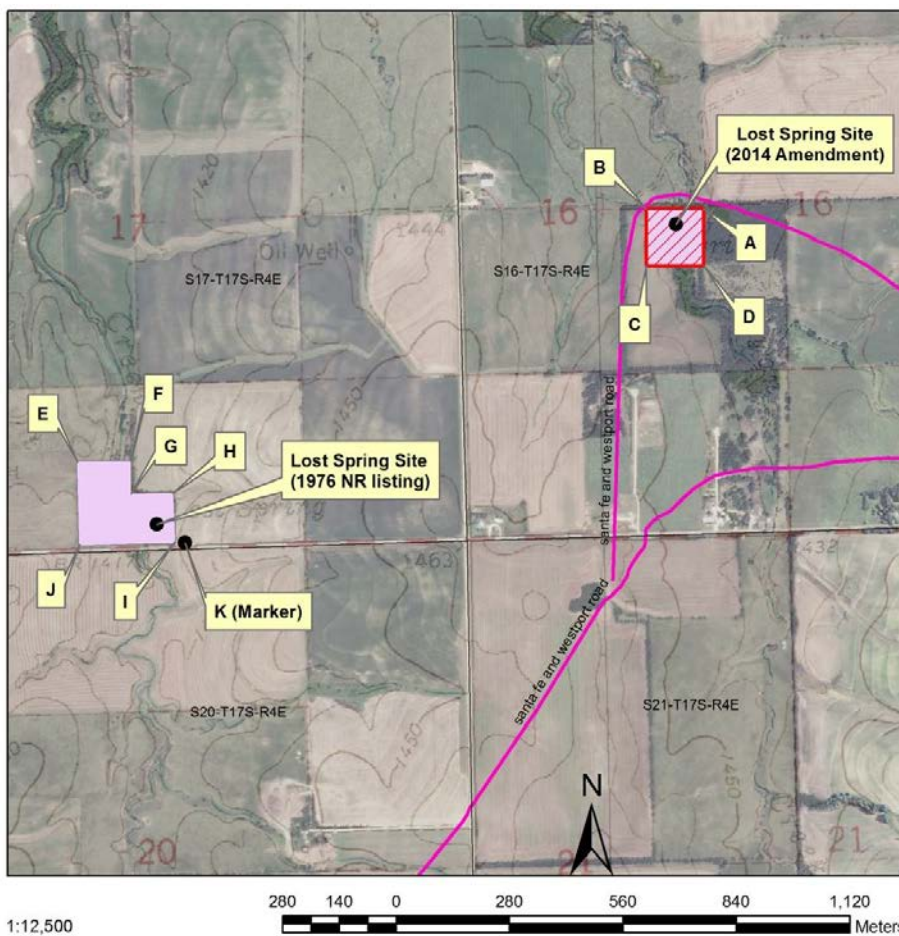 Lost Spring Site
(2014 Amendment)
B
16
16
A
17
1420
1444
Oil Well
S17-T17S-R4E
S16-T17S-R4E
C
D
E
F
G
H
1450
Lost Spring Site
(1976 NR listing)
santa fe and westport road
J
I
K (Marker)
1463
1432
santa fe and westport road
S20-T17S-R4E
S21-T17S-R4E
1450
1450
N
20
21
21
1:12,500
280 140 0 280 560 840 1,120
Meters